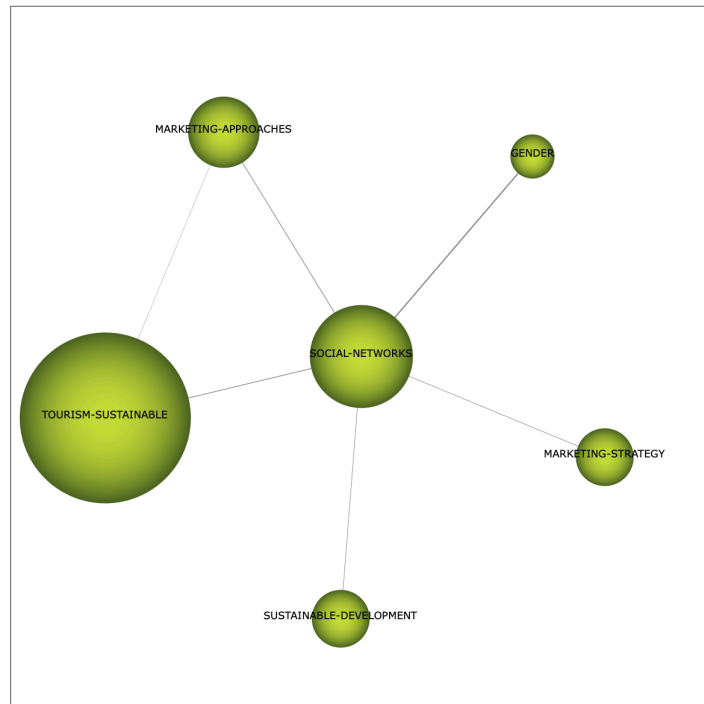 MARKETING-APPROACHES
GENDER
SOCIAL-NETWORKS
TOURISM-SUSTAINABLE
MARKETING-STRATEGY
SUSTAINABLE-DEVELOPMENT